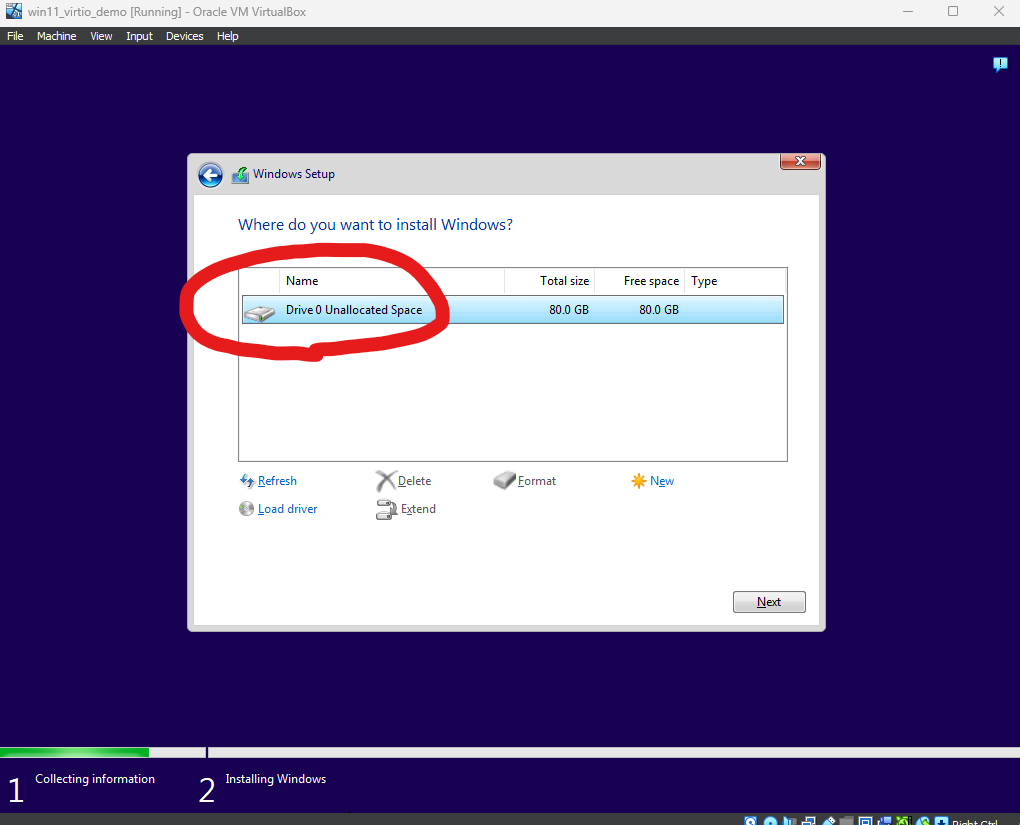 win11_virtio_demo [Running] - Oracle VM VirtualBox
File Machine View Input Devices Help
Windows Setup
Where do you want to install Windows?
Name Total size Free space Type
Drive 0 Unallocated Space 80.0 GB 80.0 GB
Refresh Delete Format New
Load driver Extend
Next
1 Collecting information 2 Installing Windows
Right Ctrl